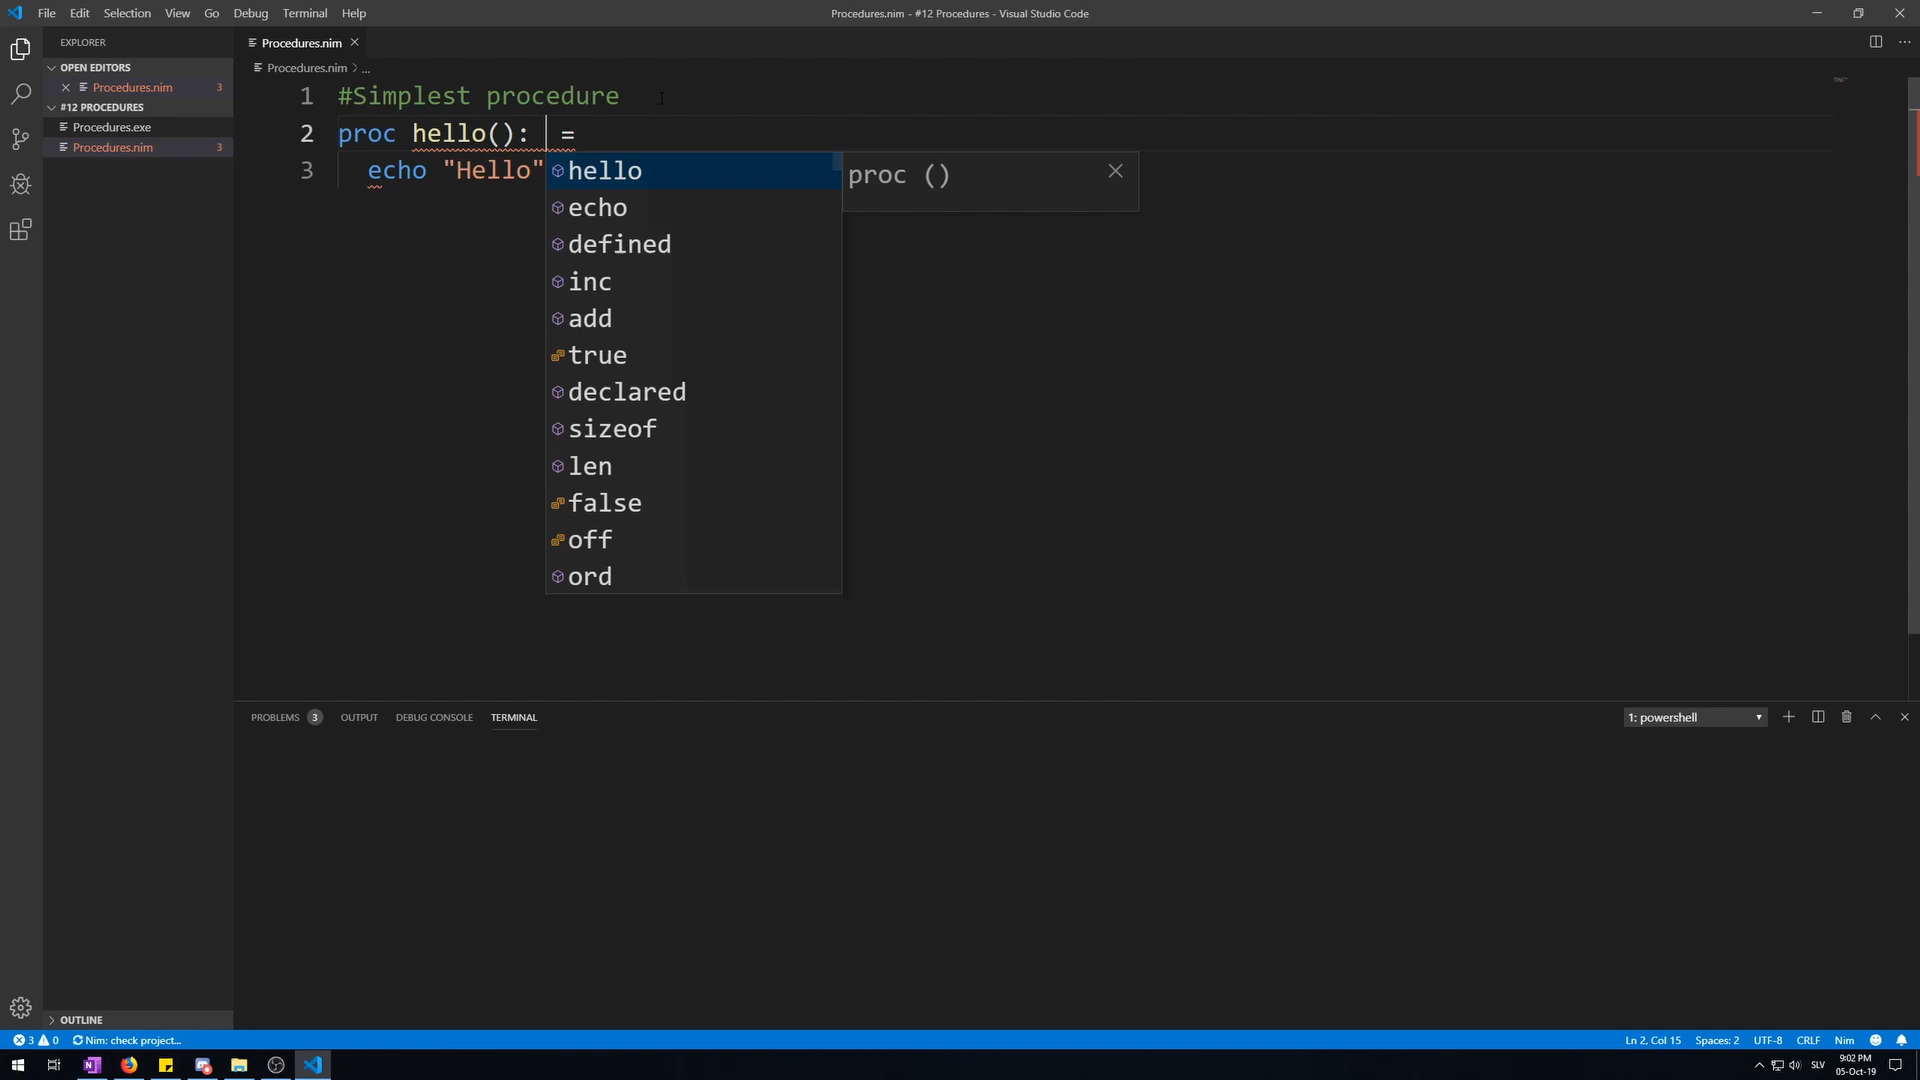 File Edit Selection View Go Debug Terminal Help
Procedures.nim - #12 Procedures - Visual Studio Code
EXPLORER
OPEN EDITORS
Procedures.nim 3
#12 PROCEDURES
Procedures.exe
Procedures.nim 3
OUTLINE
Procedures.nim
Procedures.nim > ...
1 #Simplest procedure
2 proc hello(): =
3 echo "Hello"
hello
echo
defined
inc
add
true
declared
sizeof
len
false
off
ord
proc ()
PROBLEMS 3 OUTPUT DEBUG CONSOLE TERMINAL
1: powershell
3 0 Nim: check project...
Ln 2, Col 15 Spaces: 2 UTF-8 CRLF Nim
SLV
9:02 PM
05-Oct-19